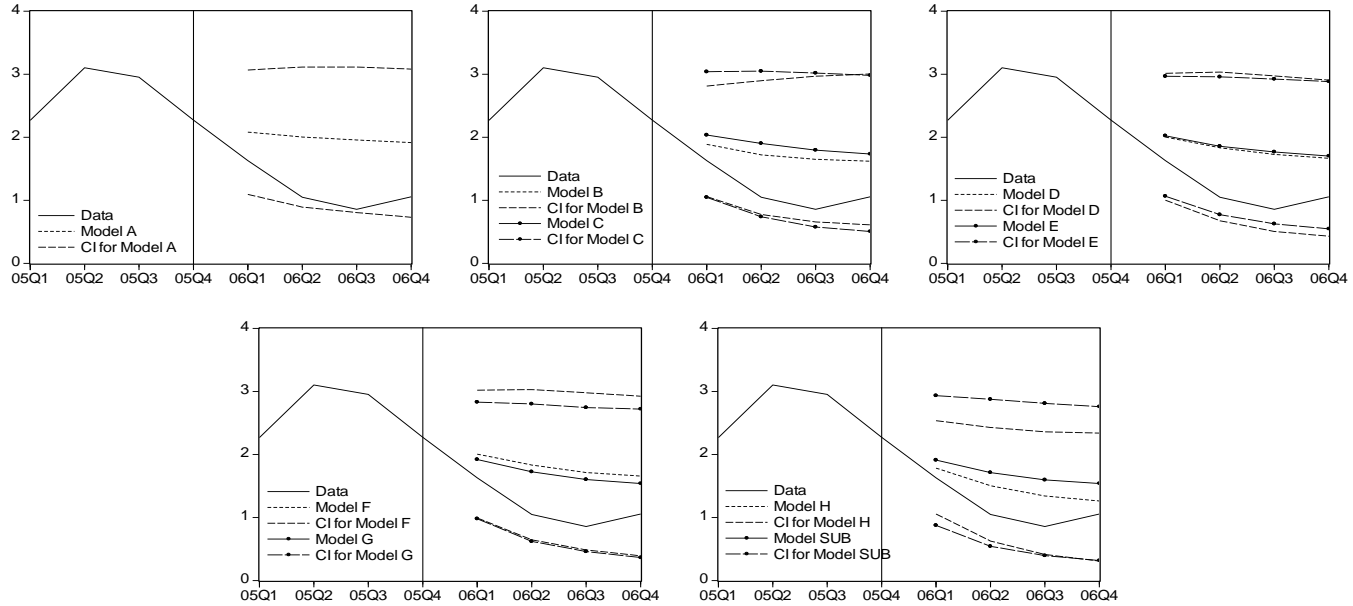 4
3
2
1
0
Data
Model A
CI for Model A
05Q1 05Q2 05Q3 05Q4 06Q1 06Q2 06Q3 06Q4
4
3
2
1
0
Data
Model B
CI for Model B
Model C
CI for Model C
05Q1 05Q2 05Q3 05Q4 06Q1 06Q2 06Q3 06Q4
4
3
2
1
0
Data
Model D
CI for Model D
Model E
CI for Model E
05Q1 05Q2 05Q3 05Q4 06Q1 06Q2 06Q3 06Q4
4
3
2
1
0
Data
Model F
CI for Model F
Model G
CI for Model G
05Q1 05Q2 05Q3 05Q4 06Q1 06Q2 06Q3 06Q4
4
3
2
1
0
Data
Model H
CI for Model H
Model SUB
CI for Model SUB
05Q1 05Q2 05Q3 05Q4 06Q1 06Q2 06Q3 06Q4